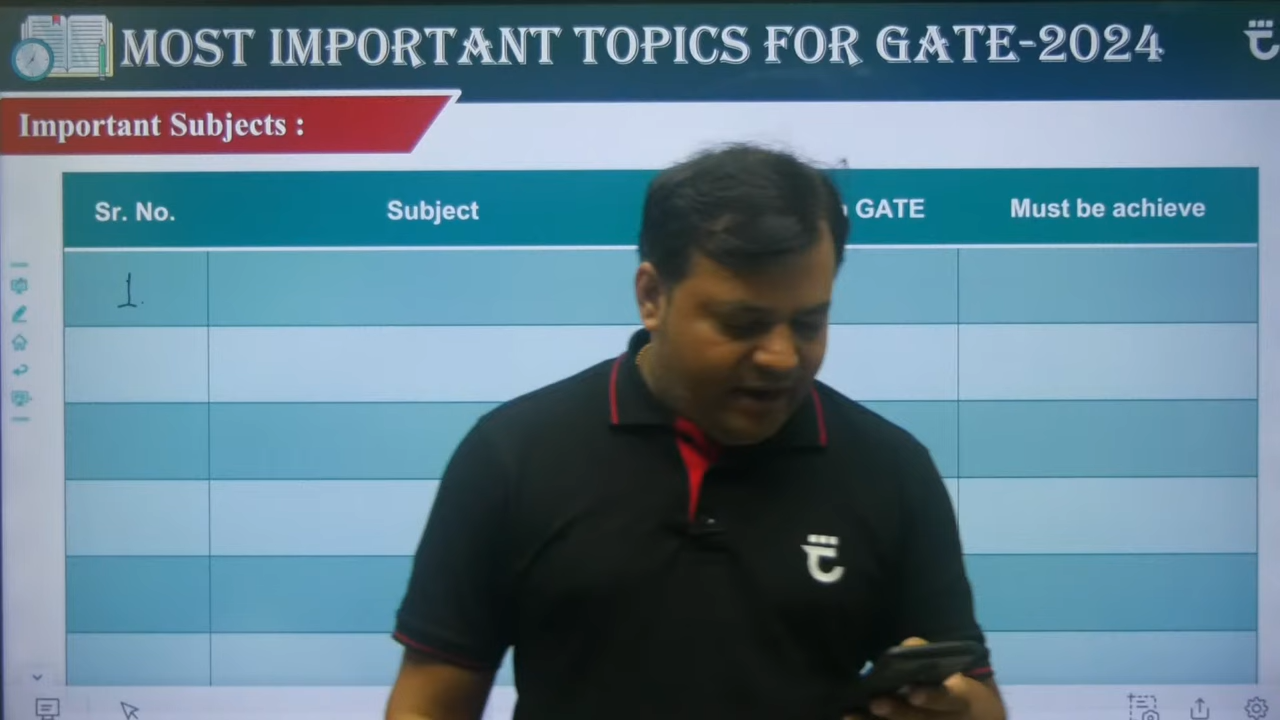 MOST IMPORTANT TOPICS FOR GATE-2024
Important Subjects :
Sr. No. Subject GATE Must be achieve
1.